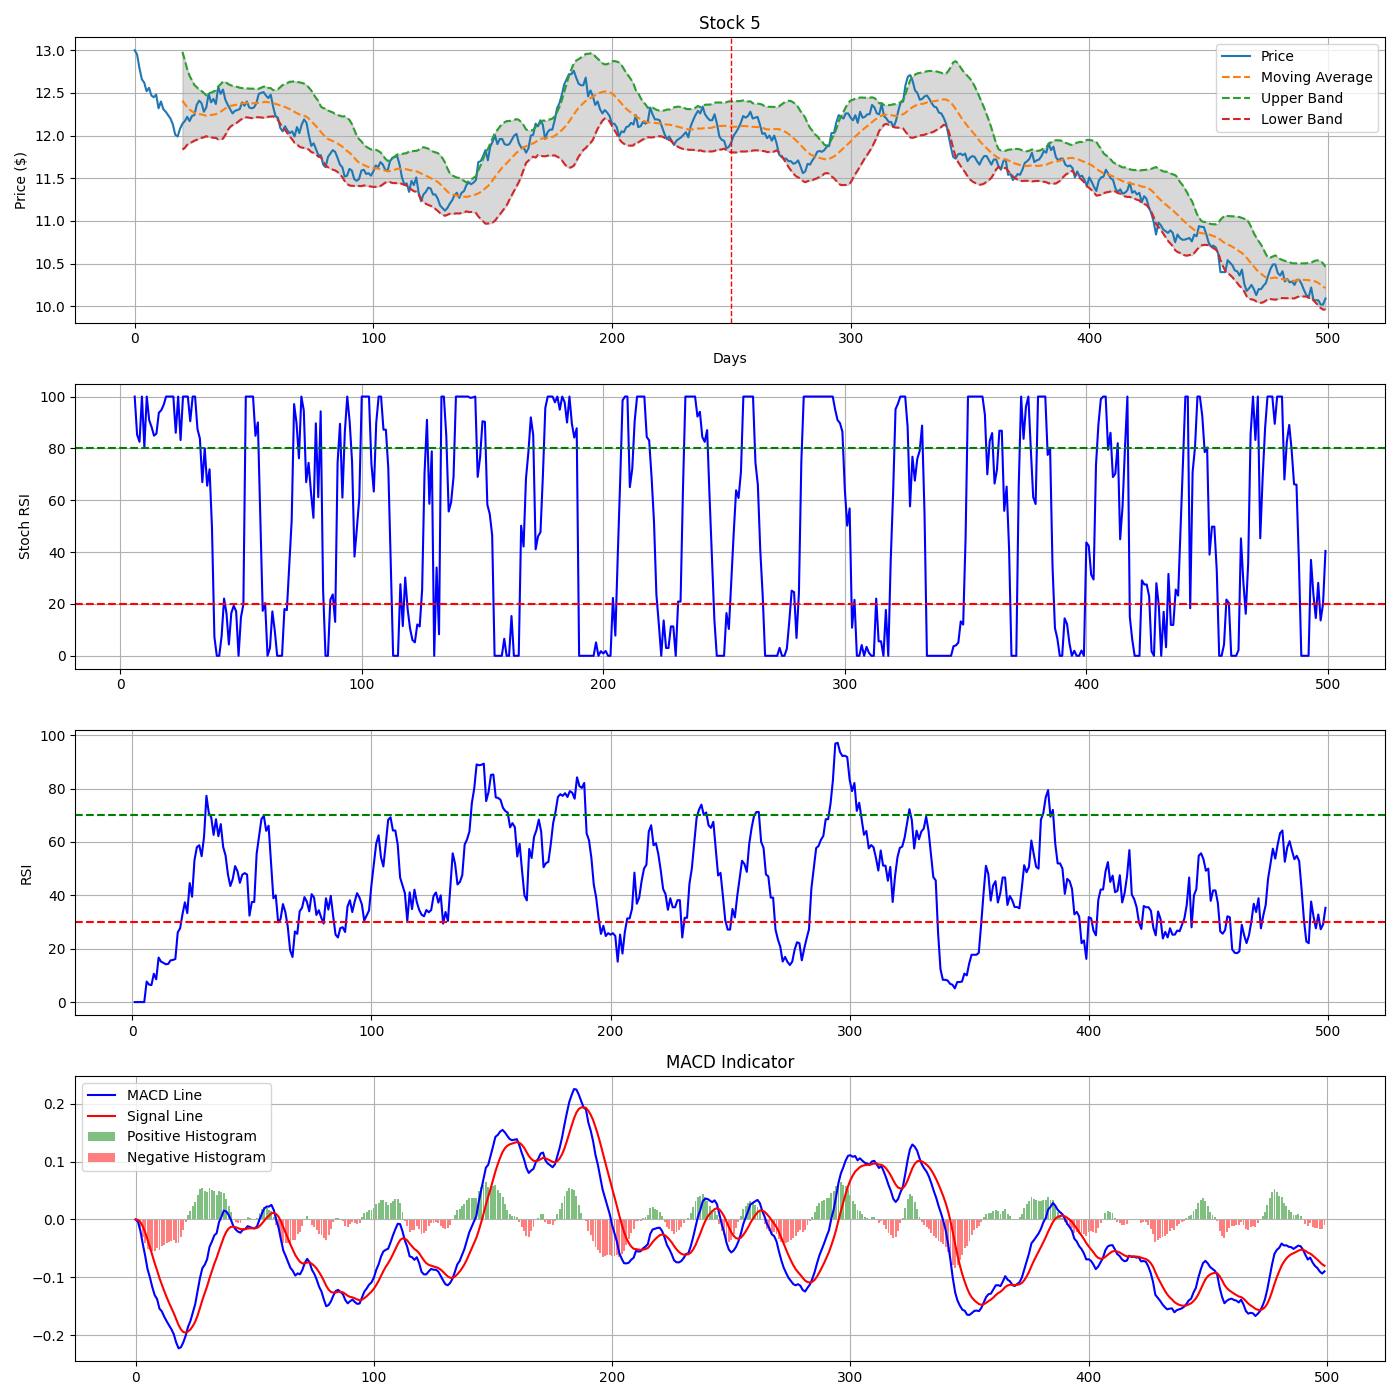 Stock 5
13.0
12.5
12.0
11.5
11.0
10.5
10.0
Price ($)
Price
Moving Average
Upper Band
Lower Band
0 100 200 300 400 500
Days
100
80
60
40
20
0
Stoch RSI
0 100 200 300 400 500
100
80
60
40
20
0
RSI
0 100 200 300 400 500
MACD Indicator
MACD Line
Signal Line
Positive Histogram
Negative Histogram
0.2
0.1
0.0
−0.1
−0.2
0 100 200 300 400 500